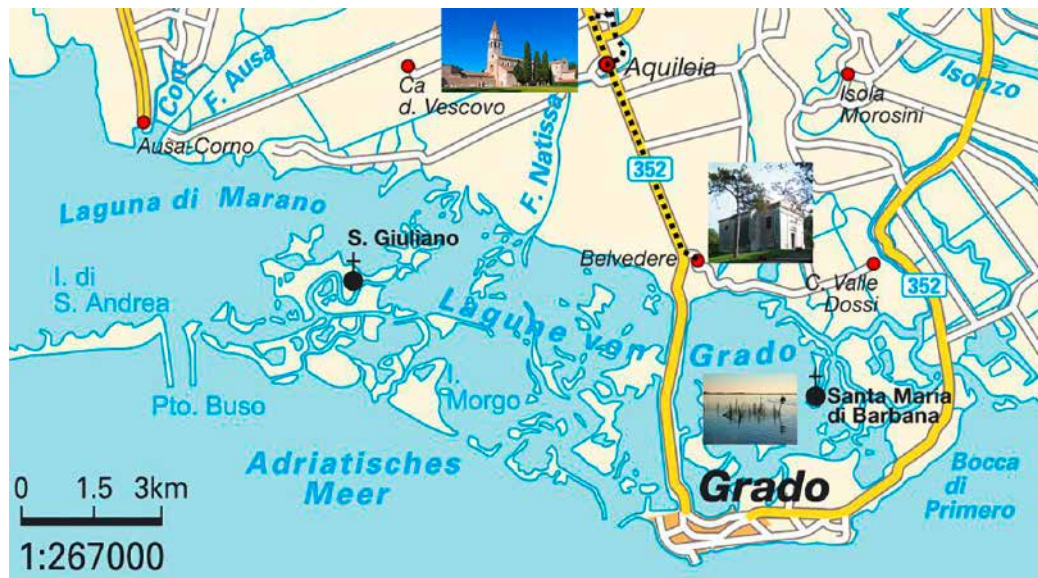 Corno
F. Ausa
Ca
d. Vescovo
Aquileia
Isola
Morosini
Isonzo
Ausa-Corno
F. Natissa
352
Laguna di Marano
S. Giuliano
Belvedere
C. Valle
Dossi
352
I. di
S. Andrea
Lagune von Grado
Pto. Buso
I.
Morgo
Santa Maria
di Barbana
Adriatisches
Meer
Grado
Bocca
di
Primero
0 1.5 3km
1:267000